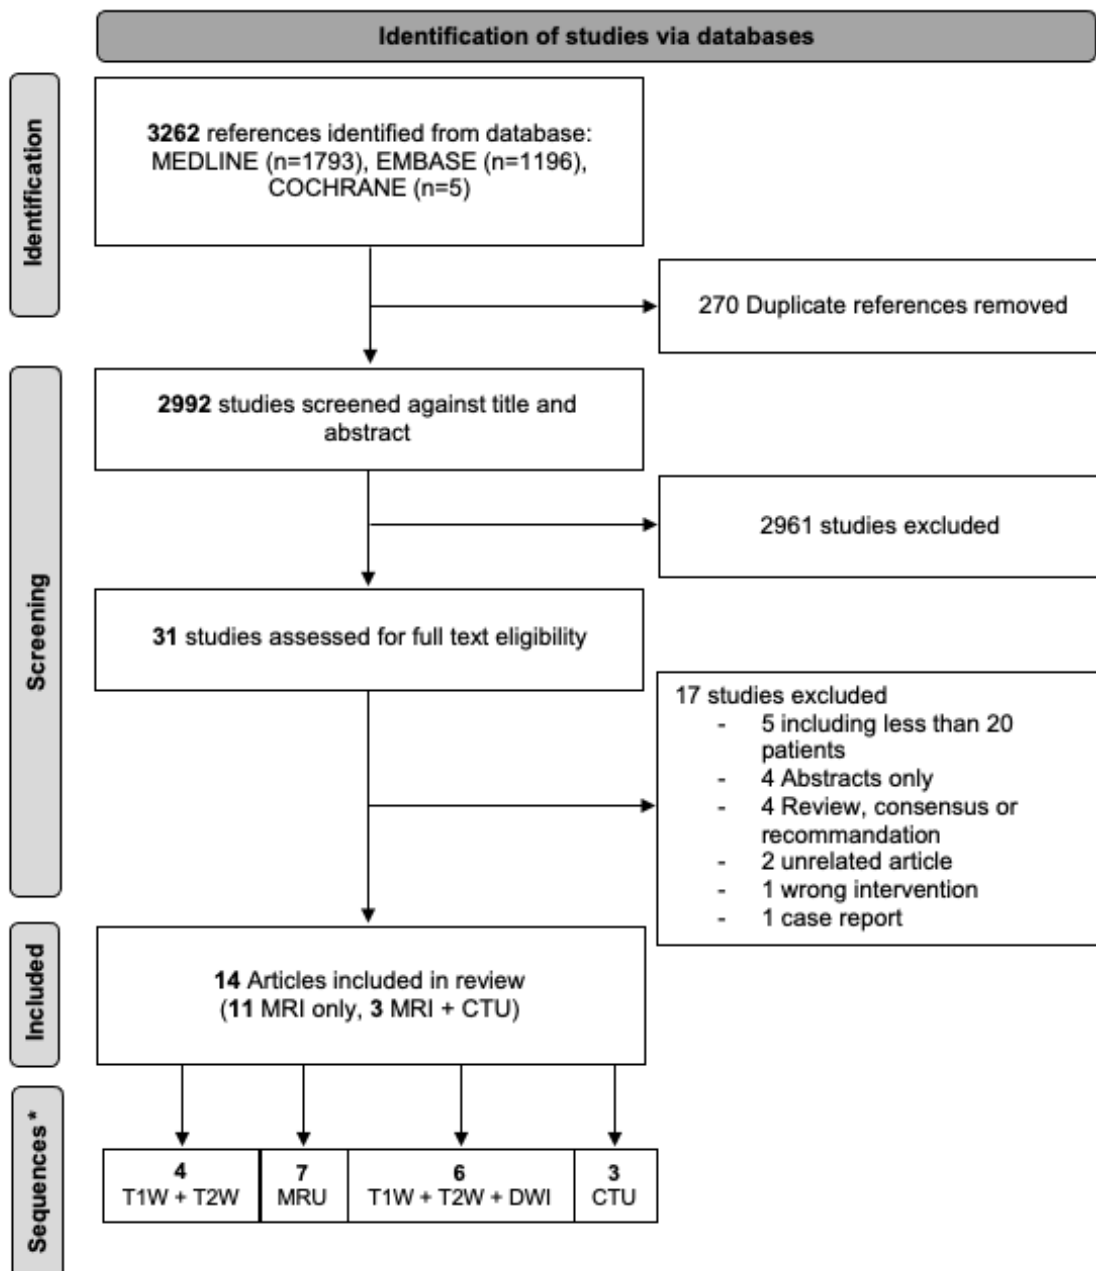 Identification of studies via databases
Identification
3262 references identified from database:
MEDLINE (n=1793), EMBASE (n=1196),
COCHRANE (n=5)
270 Duplicate references removed
Screening
2992 studies screened against title and
abstract
2961 studies excluded
31 studies assessed for full text eligibility
17 studies excluded
- 5 including less than 20
patients
- 4 Abstracts only
- 4 Review, consensus or
recommandation
- 2 unrelated article
- 1 wrong intervention
- 1 case report
Included
14 Articles included in review
(11 MRI only, 3 MRI + CTU)
Sequences *
4
T1W + T2W
7
MRU
6
T1W + T2W + DWI
3
CTU